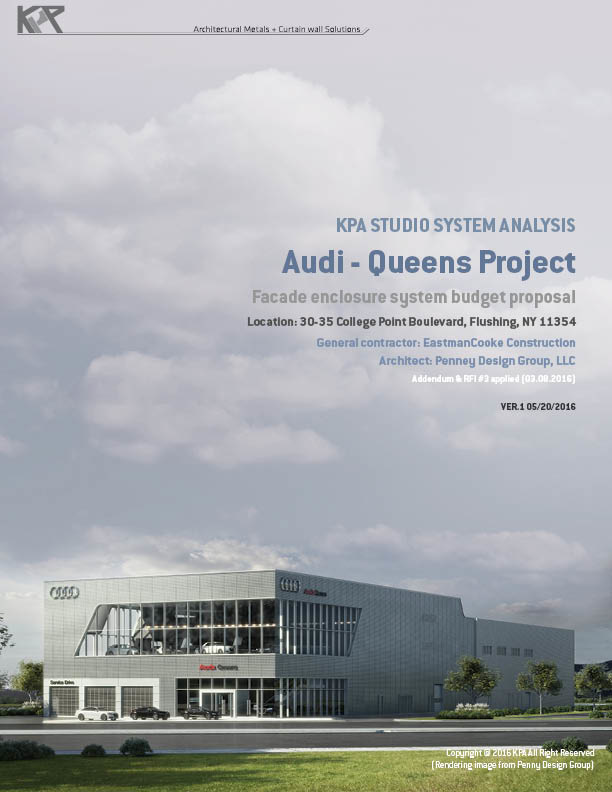 KPA
Architectural Metals + Curtain wall Solutions
KPA STUDIO SYSTEM ANALYSIS
Audi - Queens Project
Facade enclosure system budget proposal
Location: 30-35 College Point Boulevard, Flushing, NY 11354
General contractor: EastmanCooke Construction
Architect: Penney Design Group, LLC
Addendum & RFI #3 applied (03.08.2016)
VER.1 05/20/2016
Audi Queens
Service Drive
Copyright © 2016 KPA All Right Reserved
(Rendering image from Penny Design Group)